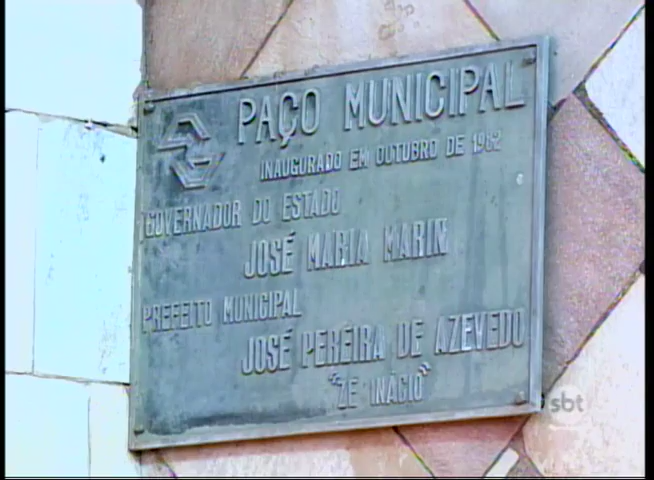 PAÇO MUNICIPAL
INAUGURADO EM OUTUBRO DE 1982
GOVERNADOR DO ESTADO
JOSÉ MARIA MARIN
PREFEITO MUNICIPAL
JOSÉ PEREIRA DE AZEVEDO
"ZÉ INÁCIO"
sbt